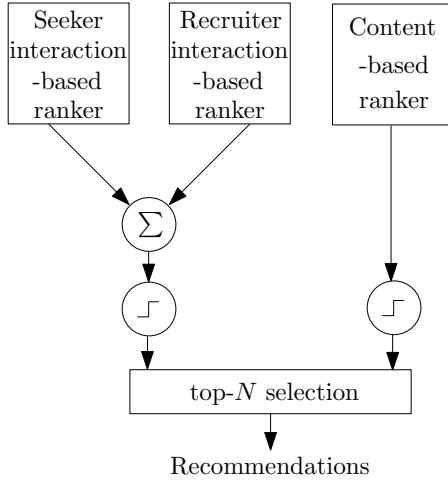 Seeker
interaction
-based
ranker
Recruiter
interaction
-based
ranker
Content
-based
ranker
∑
top-N selection
Recommendations